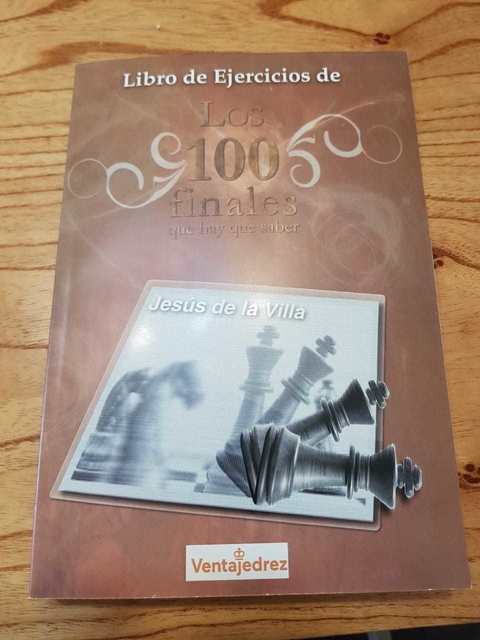 Libro de Ejercicios de
Los
100
finales
que hay que saber
Jesús de la Villa
Ventajedrez